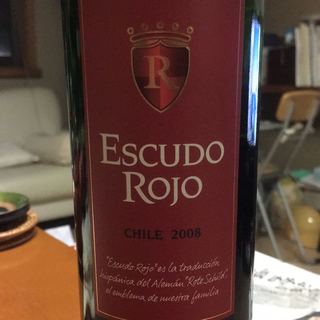 R
ESCUDO
ROJO
CHILE 2008
"Escudo Rojo" es la traducción
hispánica del Alemán "Rote Schild"
el emblema de nuestra familia